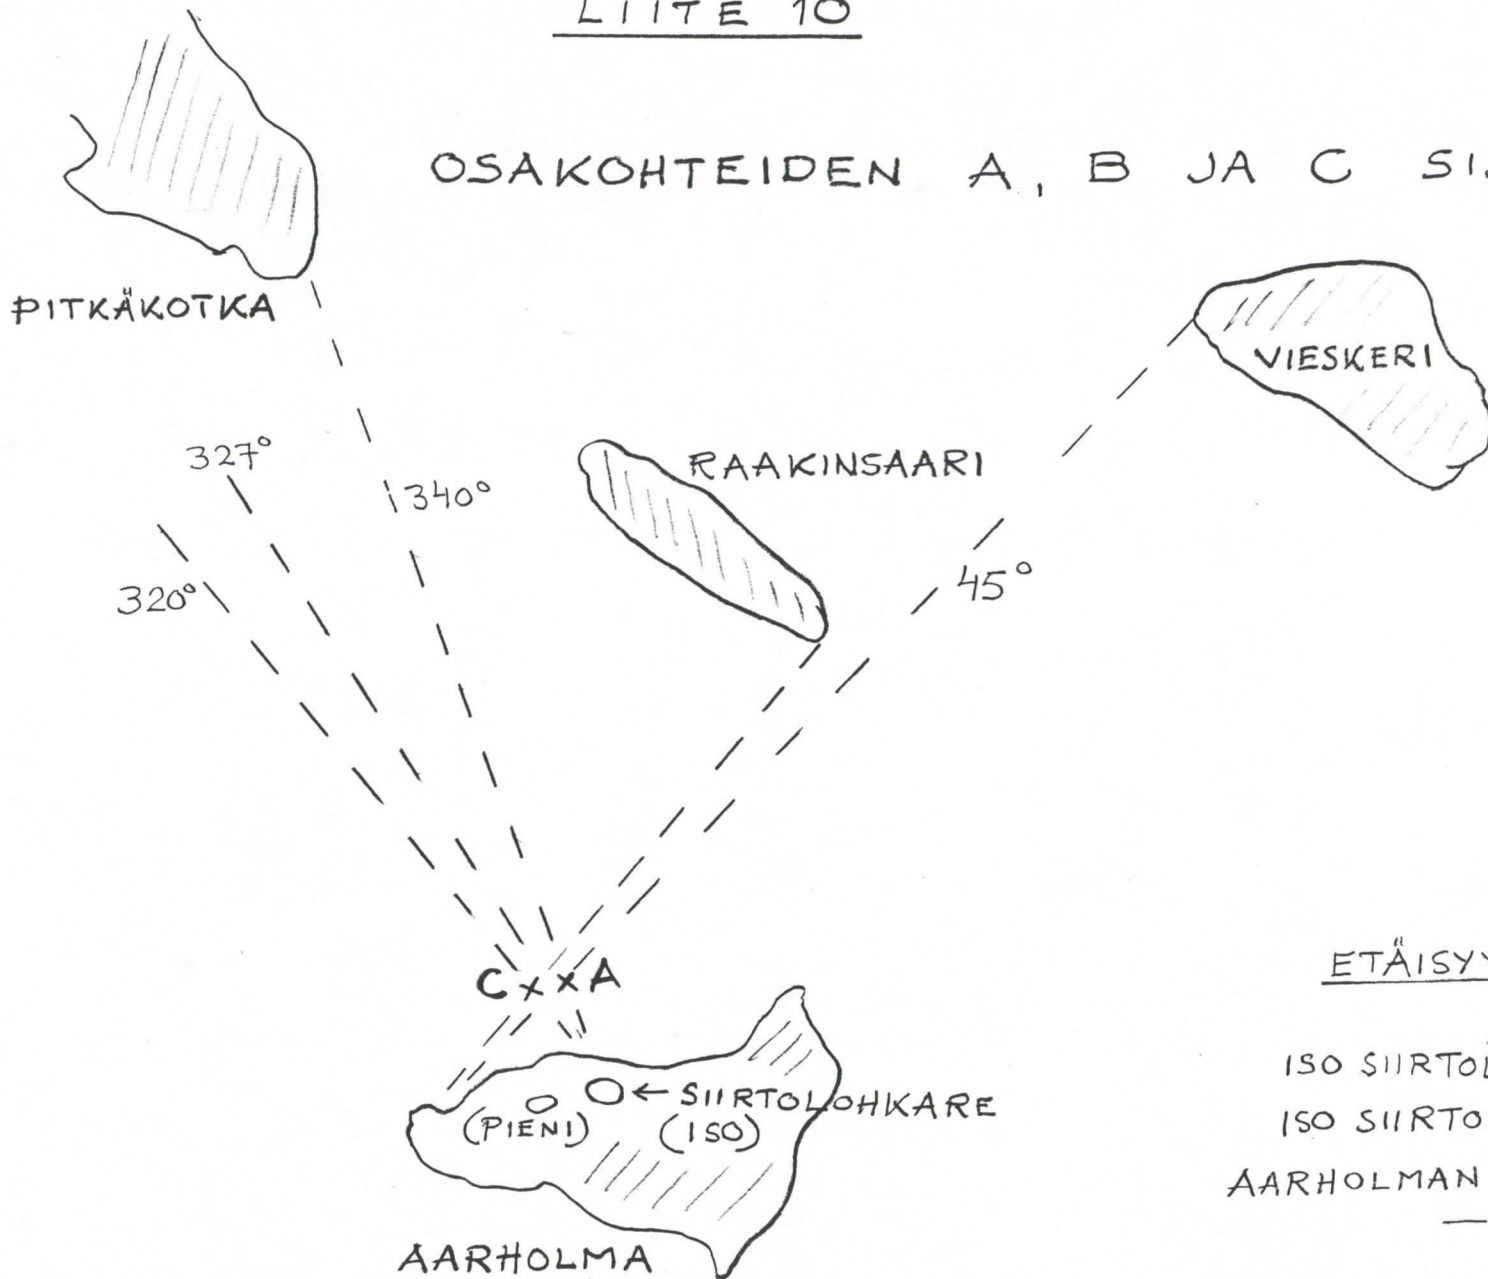 LIITE 10
OSAKOHTEIDEN A, B JA C SI
PITKÄKOTKA
VIESKERI
327°
RAAKINSAARI
340°
45°
320°
C x x A
ETÄISYY
ISO SIIRTOL
← SIIRTOLOHKARE
(PIENI) (ISO)
ISO SIIRTO
AARHOLMAN
AARHOLMA